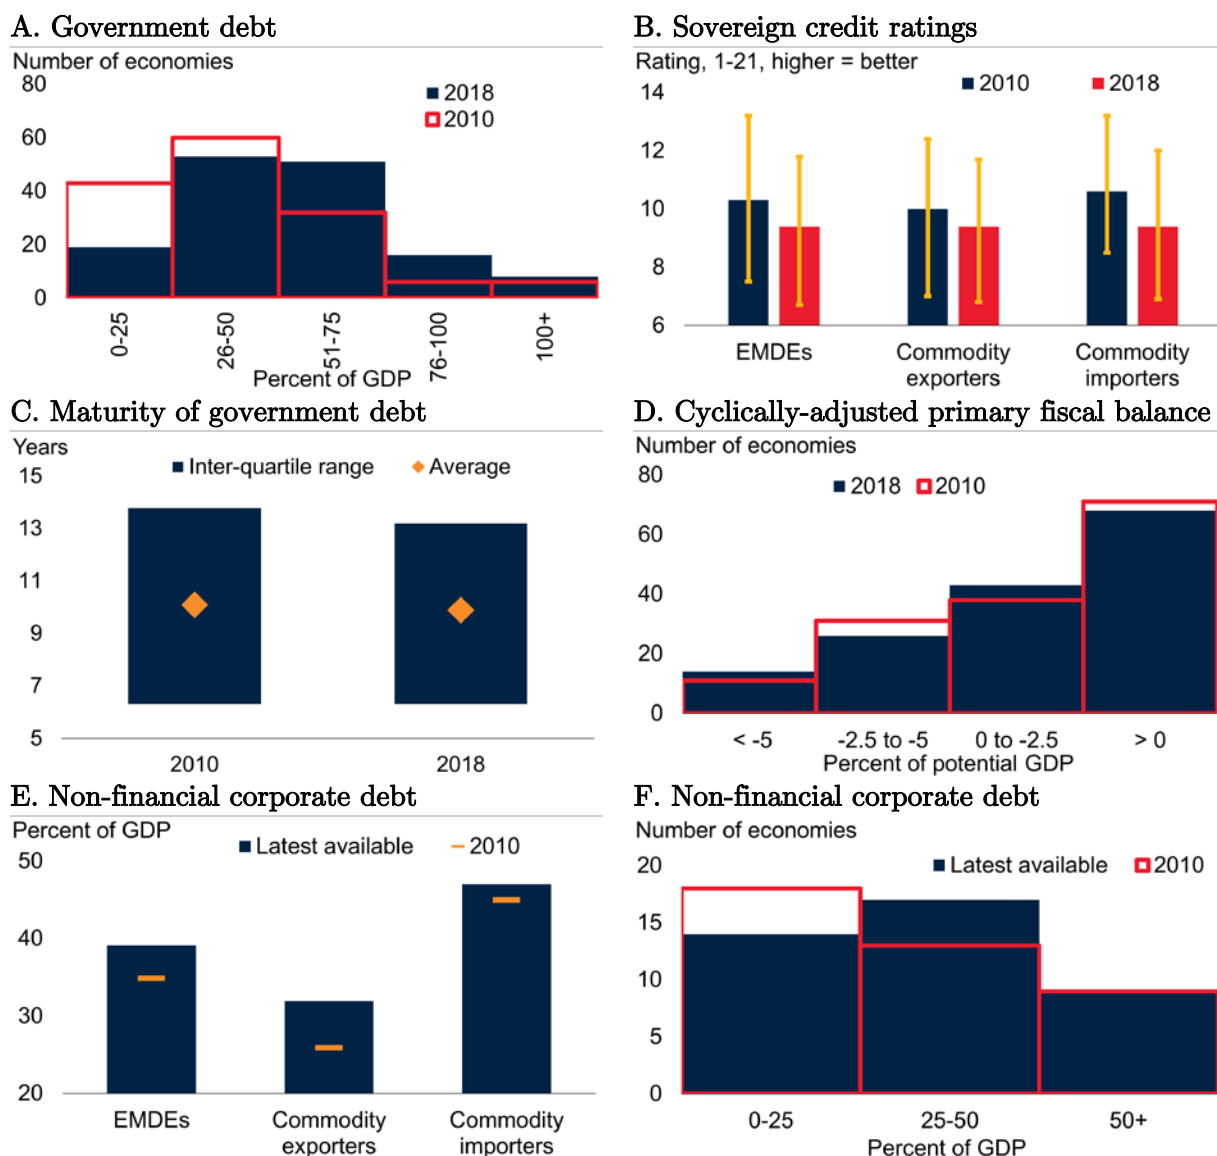 A. Government debt
Number of economies
80
60
40
20
0
2018
2010
0-25
26-50
51-75
76-100
100+
Percent of GDP
B. Sovereign credit ratings
Rating, 1-21, higher = better
14
12
10
8
6
2010
2018
EMDEs
Commodity
exporters
Commodity
importers
C. Maturity of government debt
Years
15
13
11
9
7
5
Inter-quartile range
Average
2010
2018
D. Cyclically-adjusted primary fiscal balance
Number of economies
80
60
40
20
0
2018
2010
< -5
-2.5 to -5
0 to -2.5
> 0
Percent of potential GDP
E. Non-financial corporate debt
Percent of GDP
50
40
30
20
Latest available
2010
EMDEs
Commodity
exporters
Commodity
importers
F. Non-financial corporate debt
Number of economies
20
15
10
5
0
Latest available
2010
0-25
25-50
50+
Percent of GDP